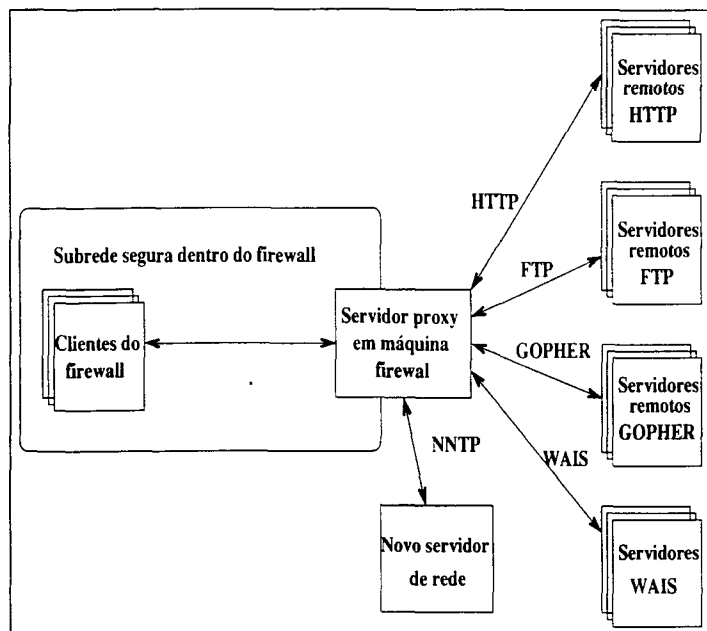 Servidores
remotos
HTTP
HTTP
Servidores
remotos
FTP
FTP
Subrede segura dentro do firewall
Clientes do
firewall
Servidor proxy
em máquina
firewal
GOPHER
Servidores
remotos
GOPHER
NNTP
WAIS
Novo servidor
de rede
Servidores
WAIS